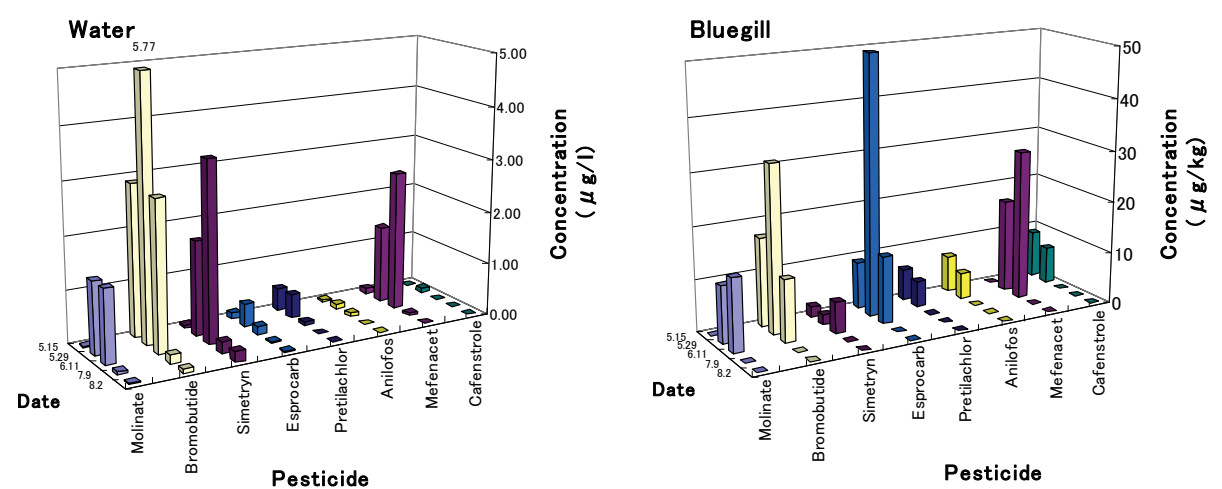 Water
5.77
5.00
4.00
3.00
2.00
1.00
0.00
Concentration
( μ g/l )
5.15
5.29
6.11
7.9
8.2
Date
Molinate
Bromobutide
Simetryn
Esprocarb
Pretilachlor
Anilofos
Mefenacet
Cafenstrole
Pesticide
Bluegill
50
40
30
20
10
0
Concentration
( μ g/kg)
5.15
5.29
6.11
7.9
8.2
Date
Molinate
Bromobutide
Simetryn
Esprocarb
Pretilachlor
Anilofos
Mefenacet
Cafenstrole
Pesticide